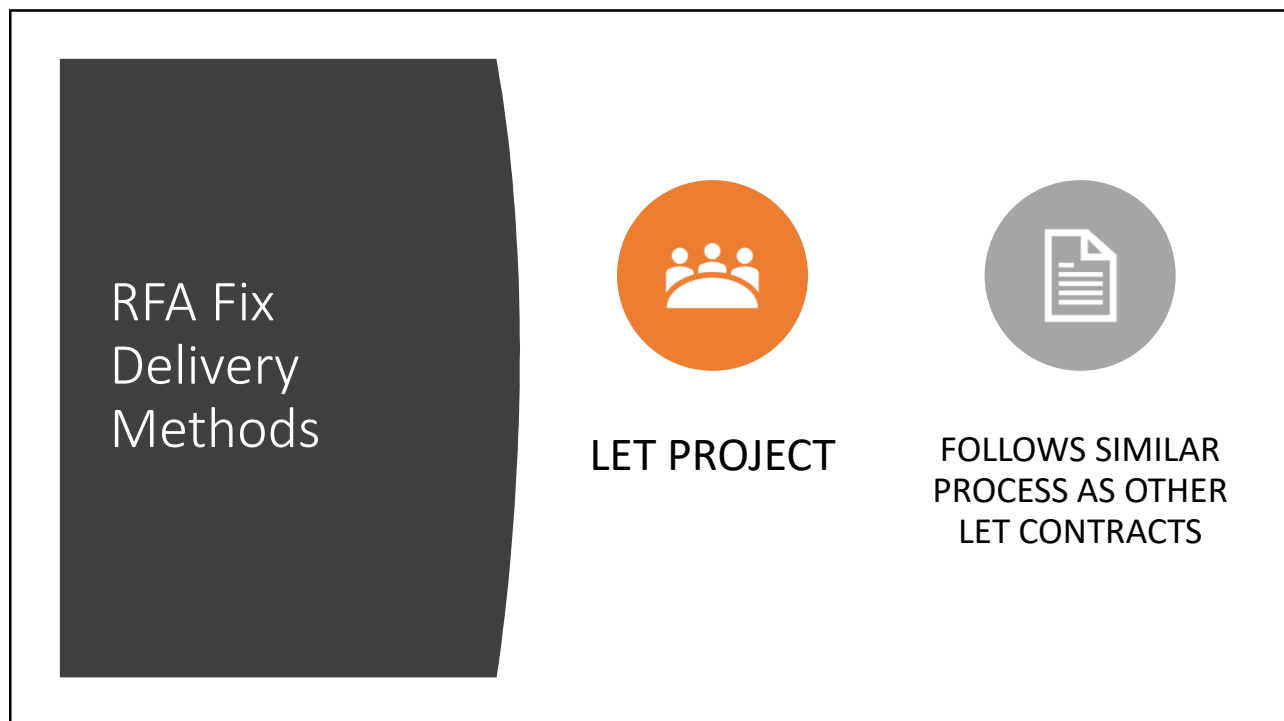 RFA Fix
Delivery
Methods
LET PROJECT
FOLLOWS SIMILAR
PROCESS AS OTHER
LET CONTRACTS